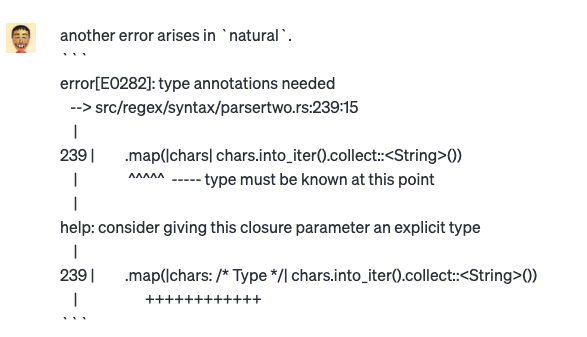 another error arises in `natural`.
```
error[E0282]: type annotations needed
--> src/regex/syntax/parsertwo.rs:239:15
|
239 | .map(|chars| chars.into_iter().collect::<String>())
| ^^^^^ ----- type must be known at this point
|
help: consider giving this closure parameter an explicit type
|
239 | .map(|chars: /* Type */| chars.into_iter().collect::<String>())
| ++++++++++++
```